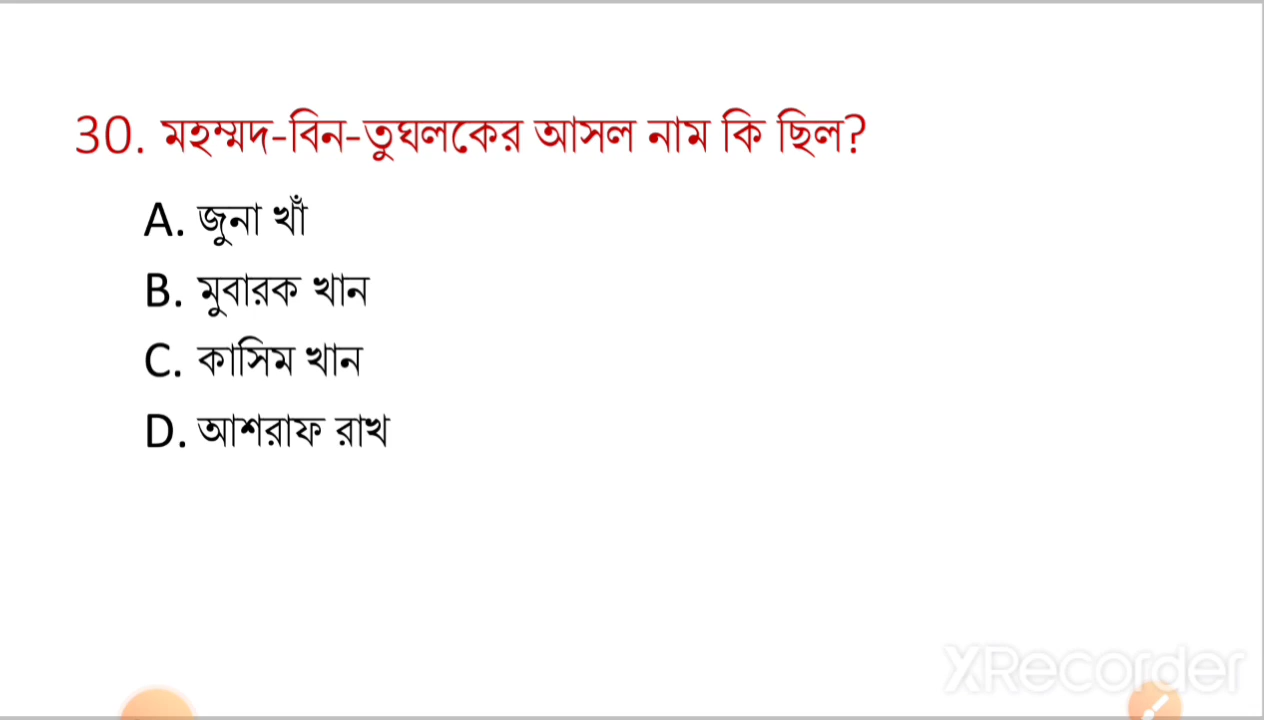 30. মহম্মদ-বিন-তুঘলকের আসল নাম কি ছিল?
A. জুনা খাঁ
B. মুবারক খান
C. কাসিম খান
D. আশরাফ রাখ
XRecorder